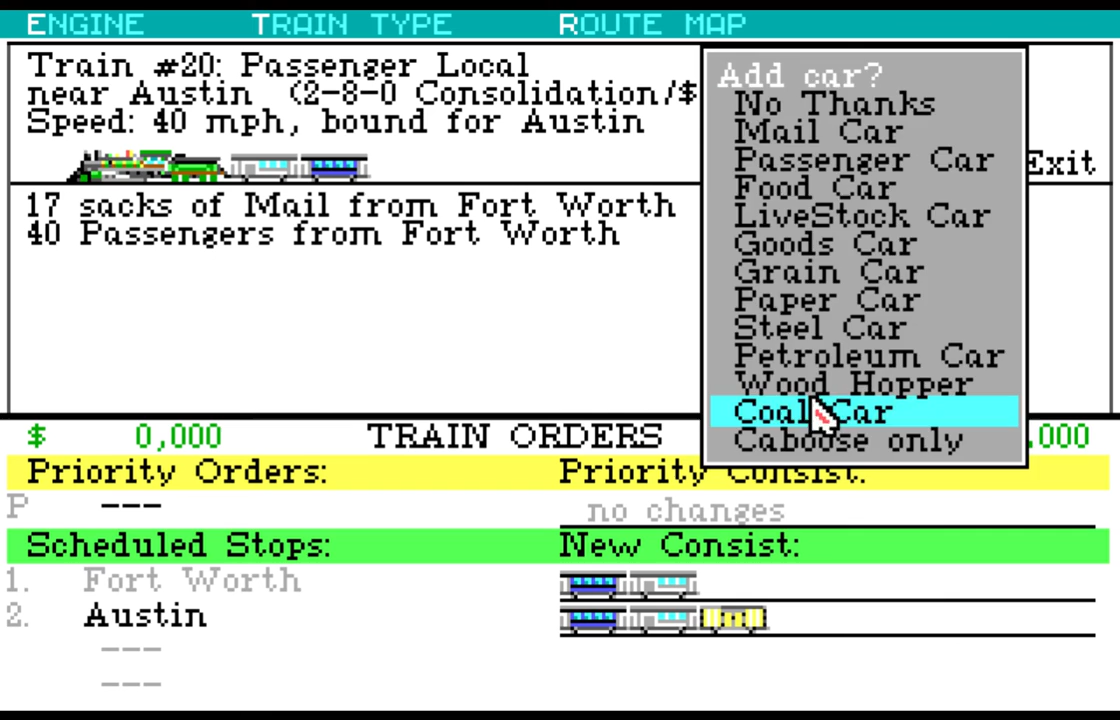 ENGINE TRAIN TYPE ROUTE MAP
Train #20: Passenger Local
near Austin (2-8-0 Consolidation/$
Speed: 40 mph, bound for Austin
Exit
17 sacks of Mail from Fort Worth
40 Passengers from Fort Worth
Add car?
No Thanks
Mail Car
Passenger Car
Food Car
LiveStock Car
Goods Car
Grain Car
Paper Car
Steel Car
Petroleum Car
Wood Hopper
Coal Car
Caboose only
$ 0,000 TRAIN ORDERS .000
Priority Orders: Priority Consist:
P --- no changes
Scheduled Stops: New Consist:
1. Fort Worth
2. Austin
---
---